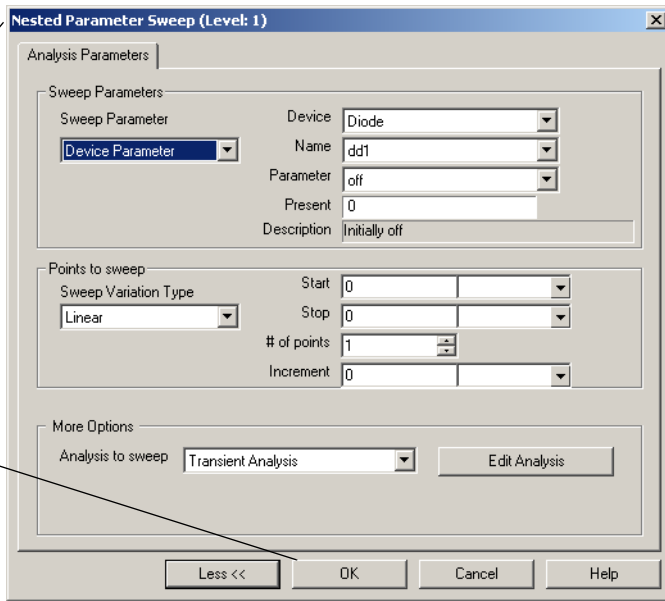 Nested Parameter Sweep (Level: 1)
Analysis Parameters
Sweep Parameters
Sweep Parameter
Device Parameter
Device Diode
Name dd1
Parameter off
Present 0
Description Initially off
Points to sweep
Sweep Variation Type
Linear
Start 0
Stop 0
# of points 1
Increment 0
More Options
Analysis to sweep Transient Analysis Edit Analysis
Less << OK Cancel Help